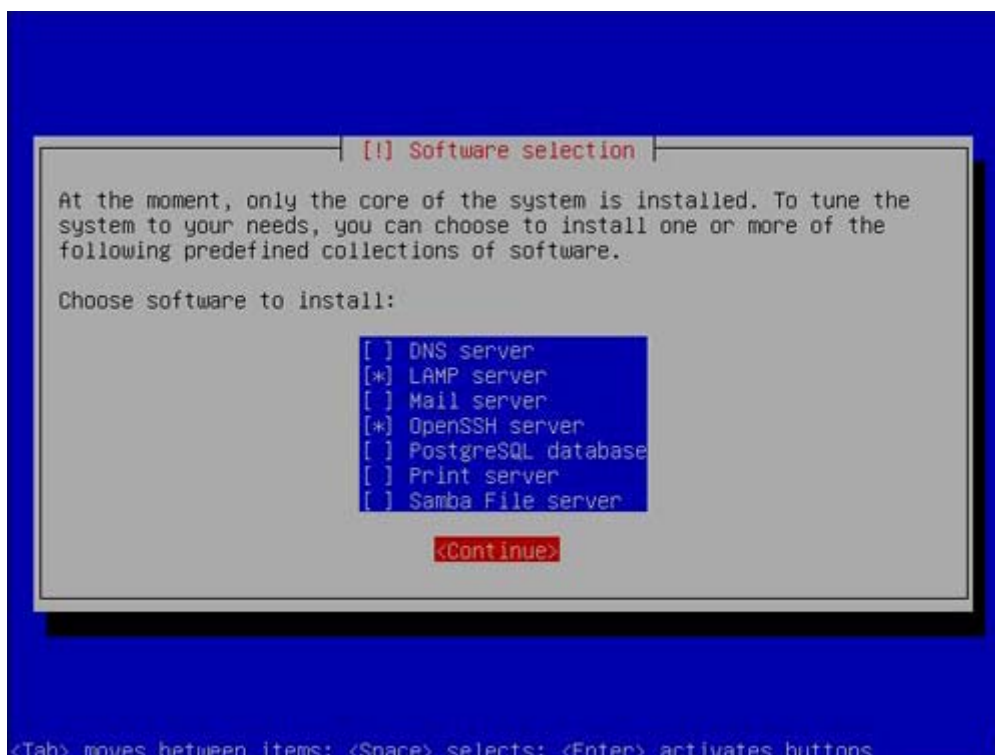 [!] Software selection
At the moment, only the core of the system is installed. To tune the
system to your needs, you can choose to install one or more of the
following predefined collections of software.
Choose software to install:
[ ] DNS server
[*] LAMP server
[ ] Mail server
[*] OpenSSH server
[ ] PostgreSQL database
[ ] Print server
[ ] Samba File server
<Continue>
<Tab> moves between items; <Space> selects; <Enter> activates buttons